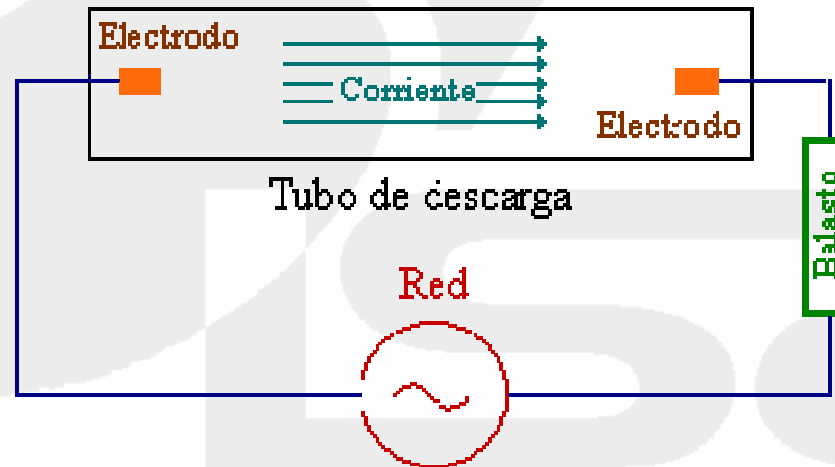 Electrodo
Corriente
Electrodo
Tubo de descarga
Balasto
Red